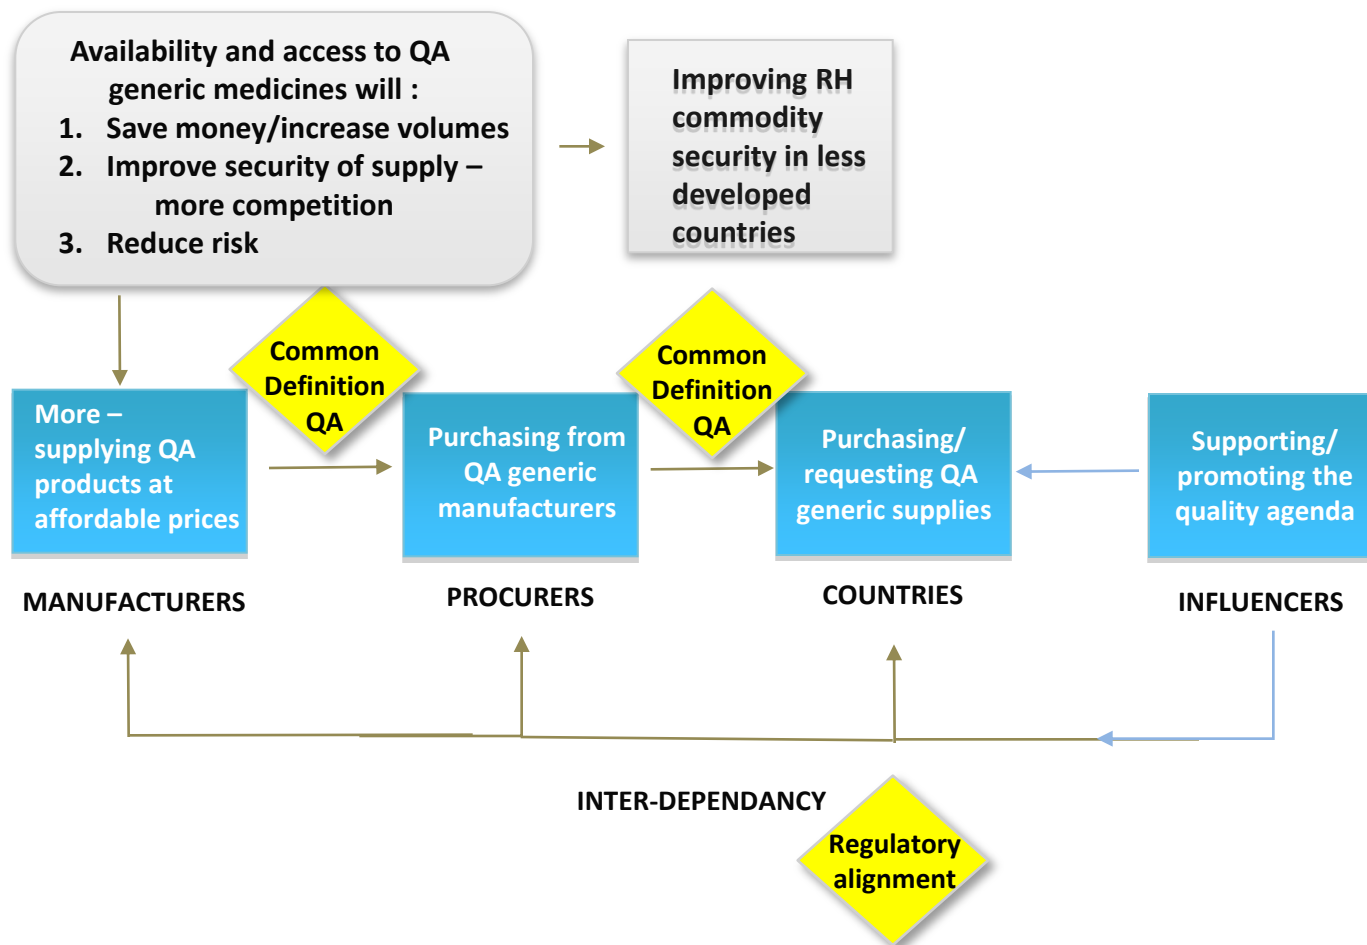 Availability and access to QA
generic medicines will :
1. Save money/increase volumes
2. Improve security of supply –
more competition
3. Reduce risk
Improving RH
commodity
security in less
developed
countries
Common
Definition
QA
Common
Definition
QA
More –
supplying QA
products at
affordable prices
Purchasing from
QA generic
manufacturers
Purchasing/
requesting QA
generic supplies
Supporting/
promoting the
quality agenda
MANUFACTURERS
PROCURERS
COUNTRIES
INFLUENCERS
INTER-DEPENDANCY
Regulatory
alignment